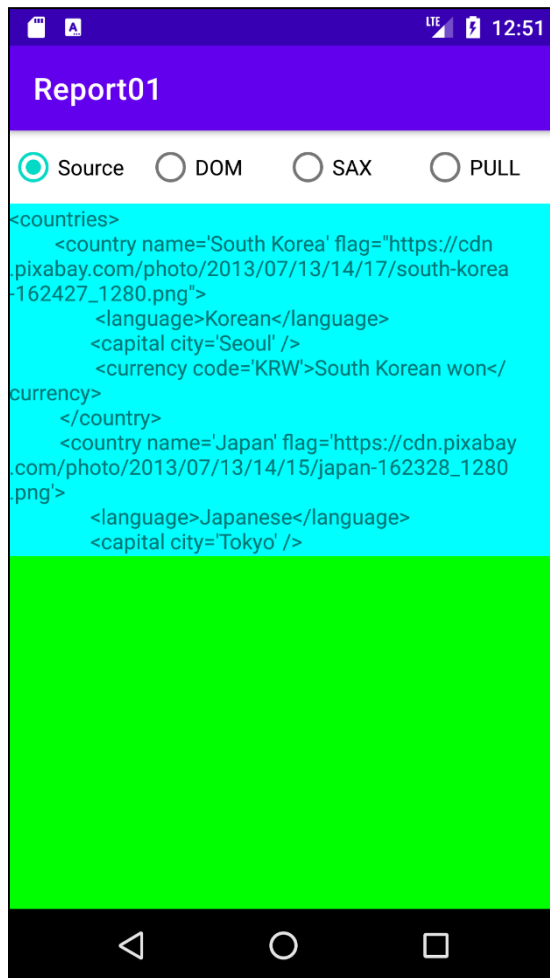 LTE 12:51
A
Report01
Source DOM SAX PULL
<countries>
<country name='South Korea' flag="https://cdn
.pixabay.com/photo/2013/07/13/14/17/south-korea
-162427_1280.png">
<language>Korean</language>
<capital city='Seoul' />
<currency code='KRW'>South Korean won</
currency>
</country>
<country name='Japan' flag='https://cdn.pixabay
.com/photo/2013/07/13/14/15/japan-162328_1280
.png'>
<language>Japanese</language>
<capital city='Tokyo' />